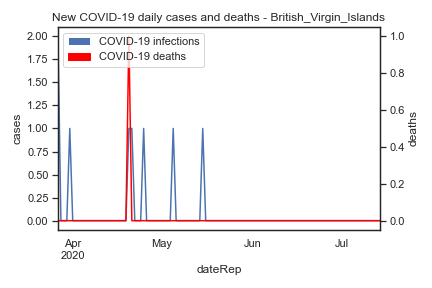 New COVID-19 daily cases and deaths - British_Virgin_Islands
COVID-19 infections
COVID-19 deaths
2.00
1.75
1.50
1.25
1.00
0.75
0.50
0.25
0.00
cases
1.0
0.8
0.6
0.4
0.2
0.0
deaths
Apr
2020
May
Jun
Jul
dateRep